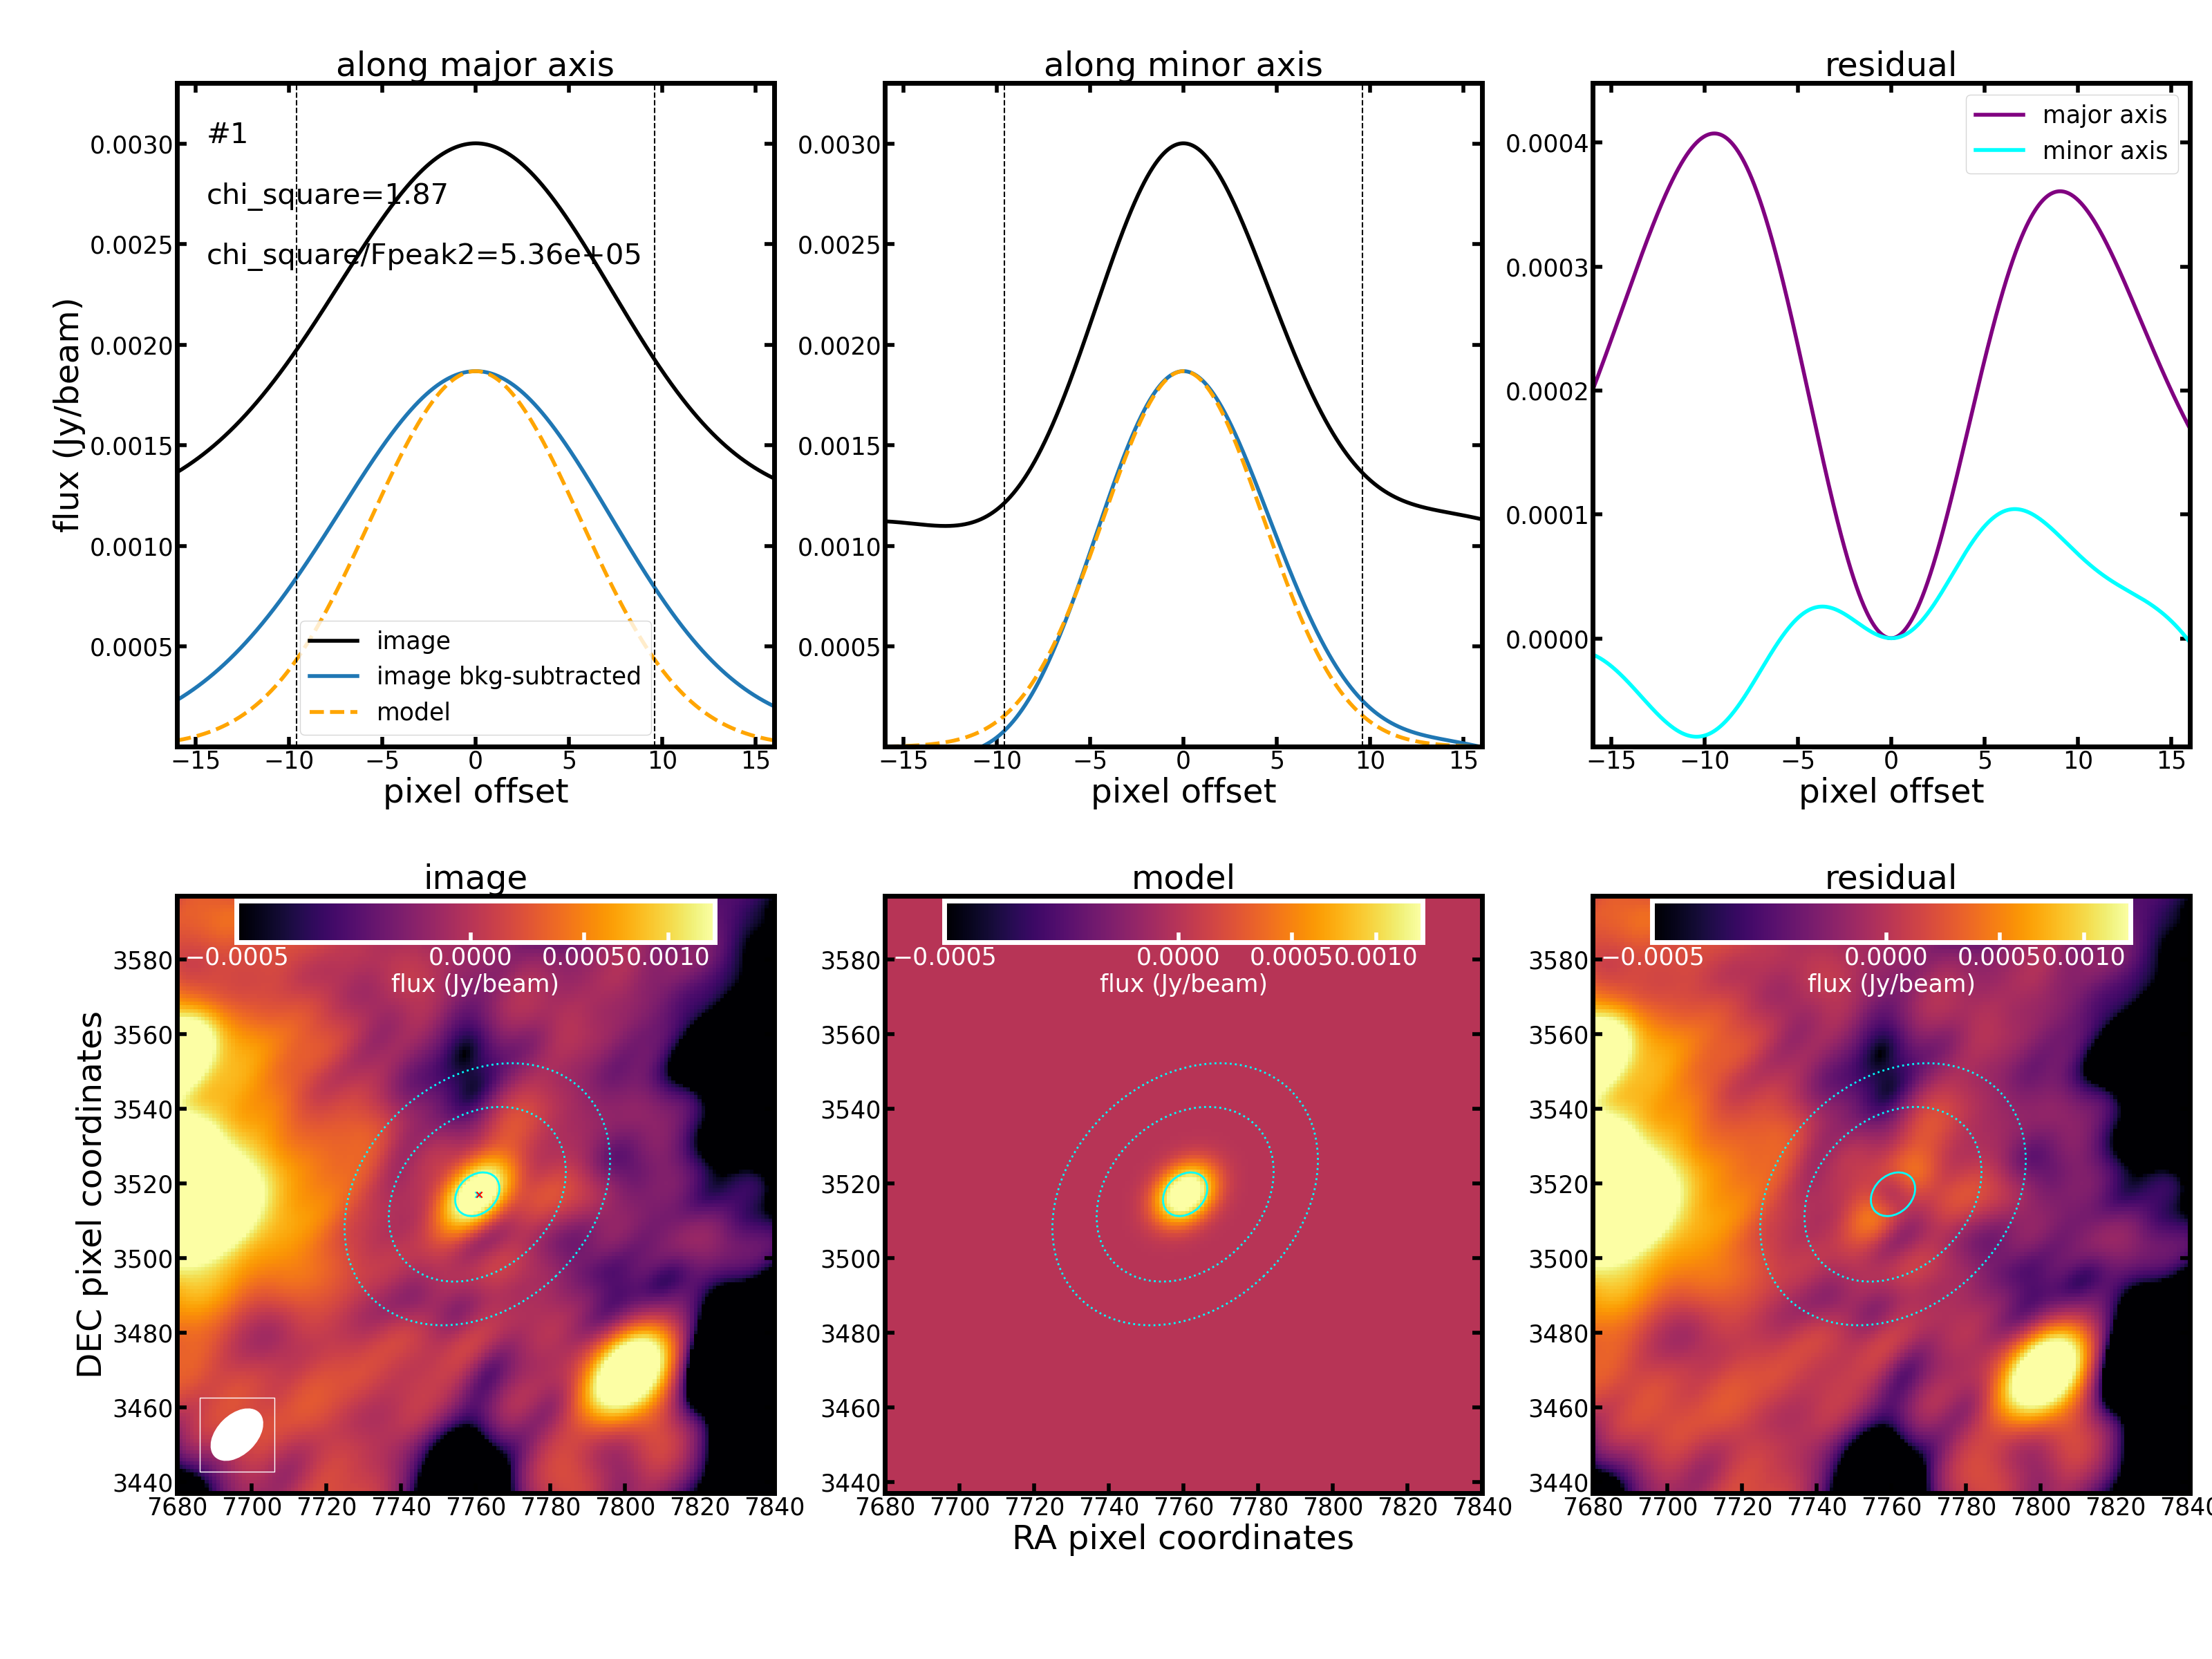 along major axis
along minor axis
residual
#1
chi_square=1.87
chi_square/Fpeak2=5.36e+05
flux (Jy/beam)
0.0030
0.0025
0.0020
0.0015
0.0010
0.0005
image
image bkg-subtracted
model
−15 −10 −5 0 5 10 15
pixel offset
0.0030
0.0025
0.0020
0.0015
0.0010
0.0005
−15 −10 −5 0 5 10 15
pixel offset
major axis
minor axis
0.0004
0.0003
0.0002
0.0001
0.0000
−15 −10 −5 0 5 10 15
pixel offset
image
−0.0005 0.0000 0.0005 0.0010
flux (Jy/beam)
DEC pixel coordinates
3580
3560
3540
3520
3500
3480
3460
3440
7680 7700 7720 7740 7760 7780 7800 7820 7840
model
−0.0005 0.0000 0.0005 0.0010
flux (Jy/beam)
3580
3560
3540
3520
3500
3480
3460
3440
7680 7700 7720 7740 7760 7780 7800 7820 7840
RA pixel coordinates
residual
−0.0005 0.0000 0.0005 0.0010
flux (Jy/beam)
3580
3560
3540
3520
3500
3480
3460
3440
7680 7700 7720 7740 7760 7780 7800 7820 784